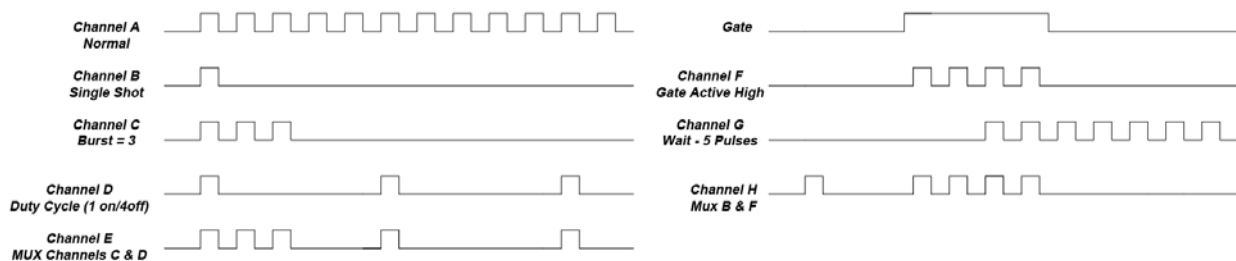 Channel A
Normal
Channel B
Single Shot
Channel C
Burst = 3
Channel D
Duty Cycle (1 on/4off)
Channel E
MUX Channels C & D
Gate
Channel F
Gate Active High
Channel G
Wait - 5 Pulses
Channel H
Mux B & F